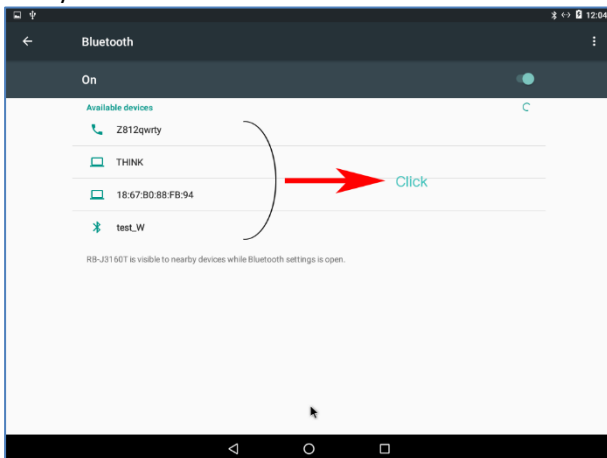 12:04
Bluetooth
On
Available devices
Z812qwrty
THINK
18:67:B0:88:FB:94
test_W
Click
RB-J3160T is visible to nearby devices while Bluetooth settings is open.